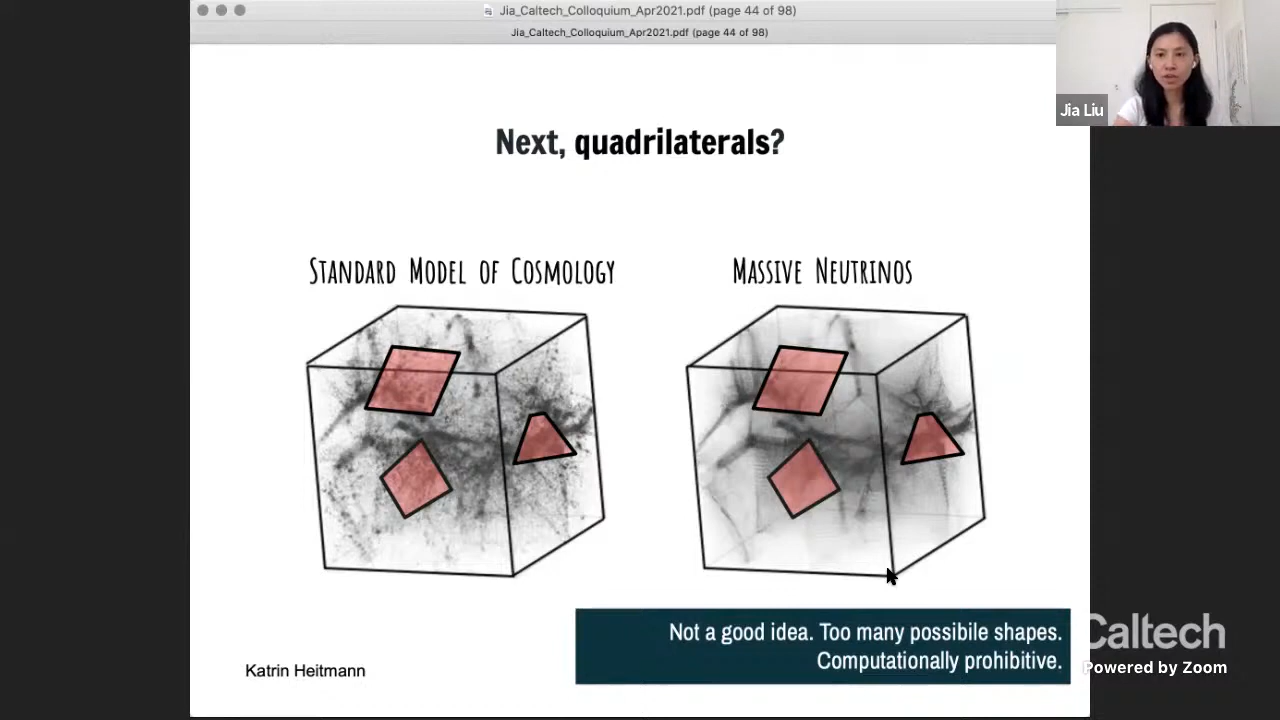 Jia_Caltech_Colloquium_Apr2021.pdf (page 44 of 98)
Jia_Caltech_Colloquium_Apr2021.pdf (page 44 of 98)
Jia Liu
Next, quadrilaterals?
Standard Model of Cosmology
Massive Neutrinos
Not a good idea. Too many possibile shapes.
Computationally prohibitive.
Katrin Heitmann
Caltech
Powered by Zoom